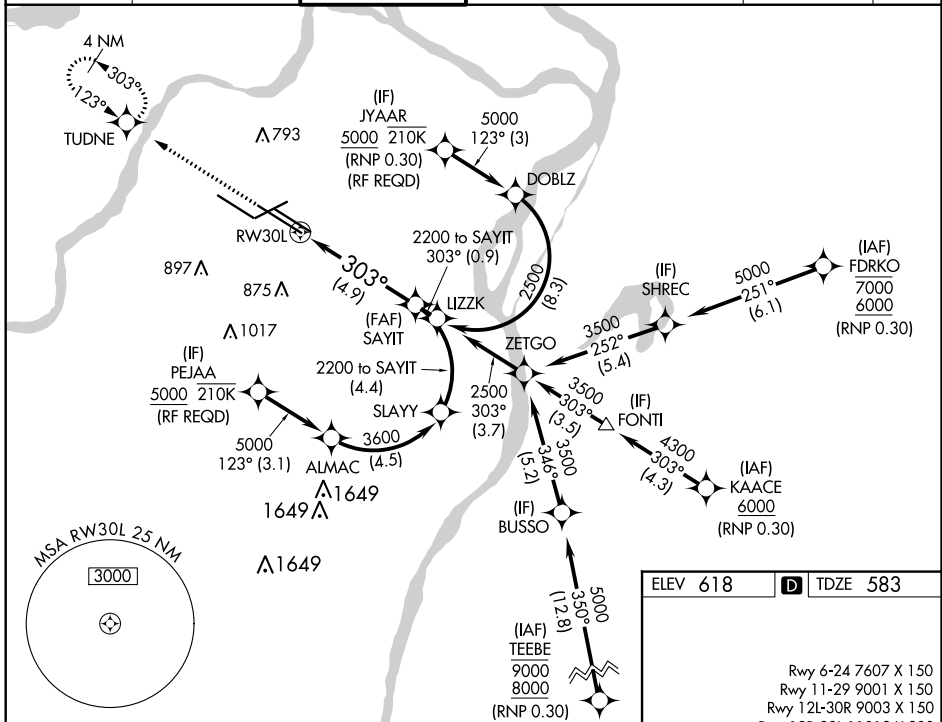 4 NM
303°
123°
TUDNE
793
(IF)
JYAAR
5000 210K
(RNP 0.30)
(RF REQD)
5000
123° (3)
DOBLZ
RW30L
2200 to SAYIT
303° (0.9)
303°
(4.9)
2500
(8.3)
897
875
1017
(FAF)
SAYIT
LIZZK
(IF)
SHREC
5000
251°
(6.1)
(IAF)
FDRKO
7000
6000
(RNP 0.30)
ZETGO
3500
252°
(5.4)
(IF)
PEJAA
5000 210K
(RF REQD)
2200 to SAYIT
(4.4)
SLAYY
2500
303°
(3.7)
3500
303°
(3.5)
(IF)
FONTI
5000
123° (3.1)
ALMAC
3600
(4.5)
3500
346°
(5.2)
4300
303°
(4.3)
(IAF)
KAACE
6000
(RNP 0.30)
1649
1649
1649
(IF)
BUSSO
MSA RW30L 25 NM
3000
5000
350°
(12.8)
(IAF)
TEEBE
9000
8000
(RNP 0.30)
ELEV 618 D TDZE 583
Rwy 6-24 7607 X 150
Rwy 11-29 9001 X 150
Rwy 12L-30R 9003 X 150